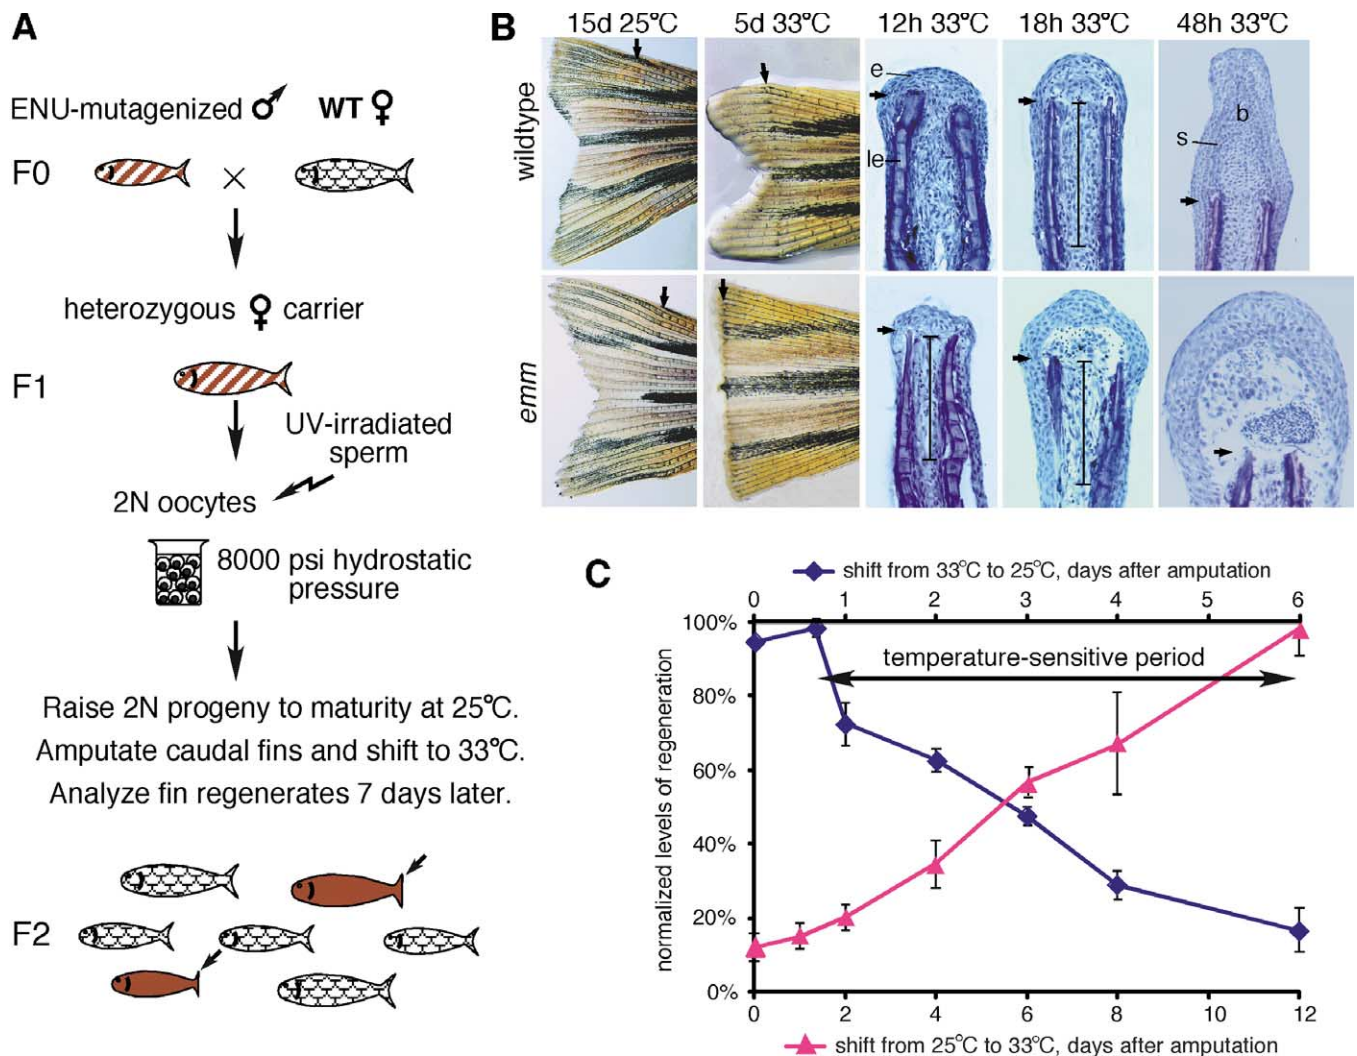 A
ENU-mutagenized ♂ WT ♀
F0
×
heterozygous ♀ carrier
F1
UV-irradiated
sperm
2N oocytes
8000 psi hydrostatic
pressure
Raise 2N progeny to maturity at 25°C.
Amputate caudal fins and shift to 33°C.
Analyze fin regenerates 7 days later.
F2
B
15d 25°C 5d 33°C 12h 33°C 18h 33°C 48h 33°C
wildtype
e
le
b
s
emm
C
shift from 33°C to 25°C, days after amputation
0 1 2 3 4 5 6
100%
80%
60%
40%
20%
0%
normalized levels of regeneration
temperature-sensitive period
0 2 4 6 8 10 12
shift from 25°C to 33°C, days after amputation